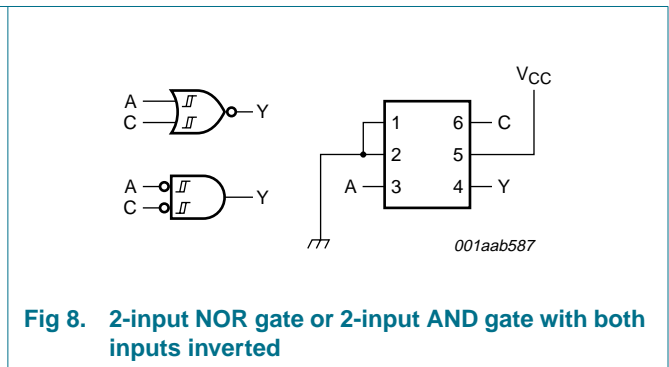 A
C
Y
A
C
Y
VCC
1 6 C
2 5
A 3 4 Y
001aab587
Fig 8. 2-input NOR gate or 2-input AND gate with both
inputs inverted